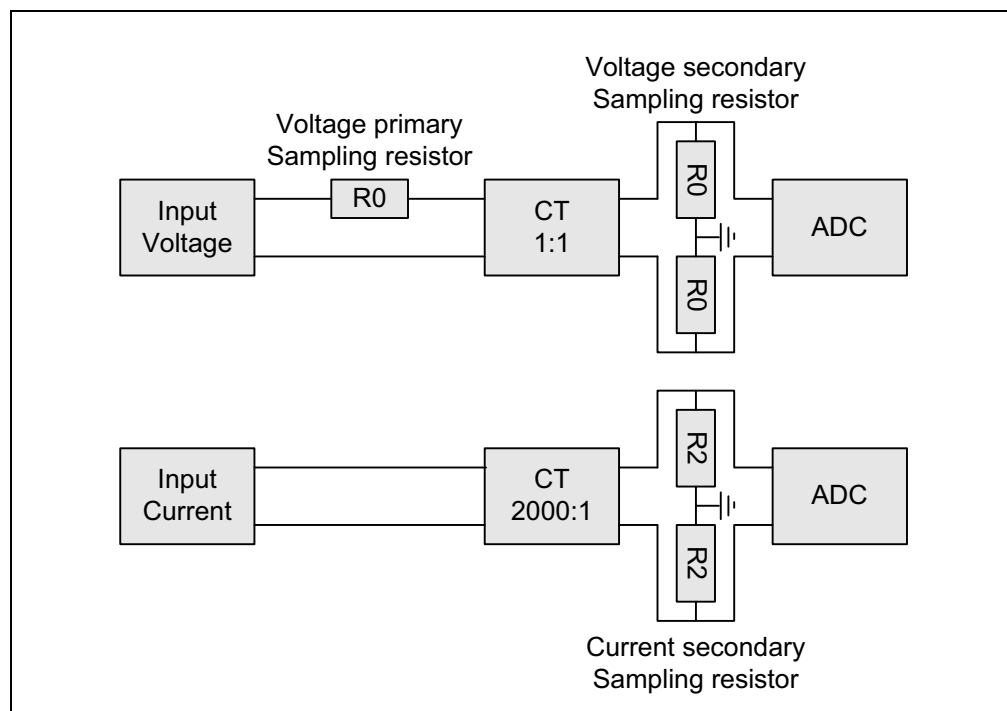 Voltage secondary
Sampling resistor
Voltage primary
Sampling resistor
Input
Voltage
R0
CT
1:1
R0
R0
ADC
Input
Current
CT
2000:1
R2
R2
ADC
Current secondary
Sampling resistor